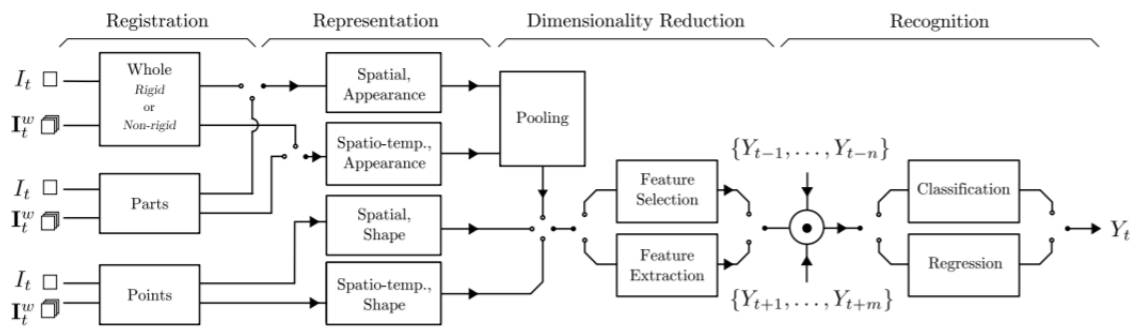 Registration
Representation
Dimensionality Reduction
Recognition
I_t
𝐈_t^w
Whole
Rigid
or
Non-rigid
I_t
𝐈_t^w
Parts
I_t
𝐈_t^w
Points
Spatial,
Appearance
Spatio-temp.,
Appearance
Spatial,
Shape
Spatio-temp.,
Shape
Pooling
Feature
Selection
Feature
Extraction
{Y_{t−1}, . . . , Y_{t−n}}
{Y_{t+1}, . . . , Y_{t+m}}
Classification
Regression
Y_t